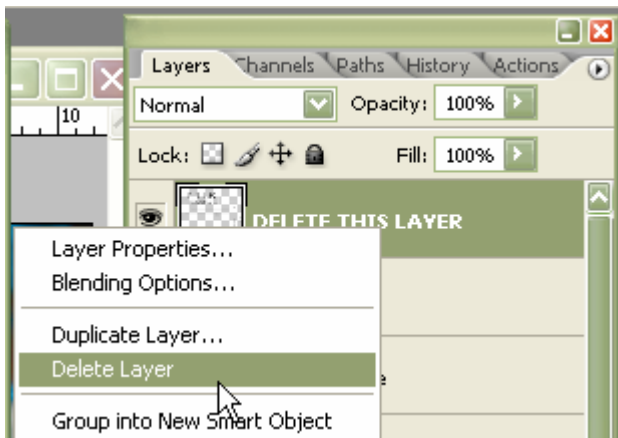 Layers Channels Paths History Actions
10
Normal Opacity: 100%
Lock: Fill: 100%
DELETE THIS LAYER
Layer Properties...
Blending Options...
Duplicate Layer...
Delete Layer
Group into New Smart Object